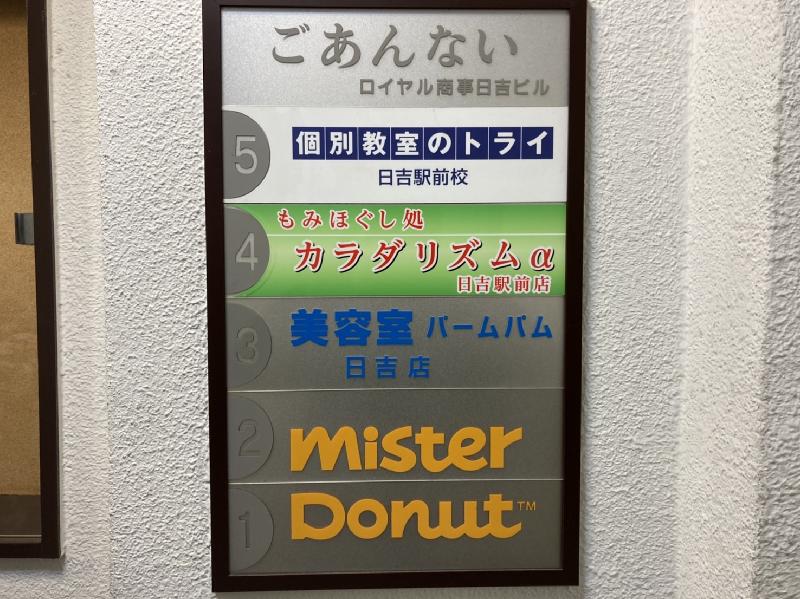 ごあんない
ロイヤル商事日吉ビル
5
個別教室のトライ
日吉駅前校
4
もみほぐし処
カラダリズムα
日吉駅前店
3
美容室 パームパム
日吉店
2
mister
1
Donut™